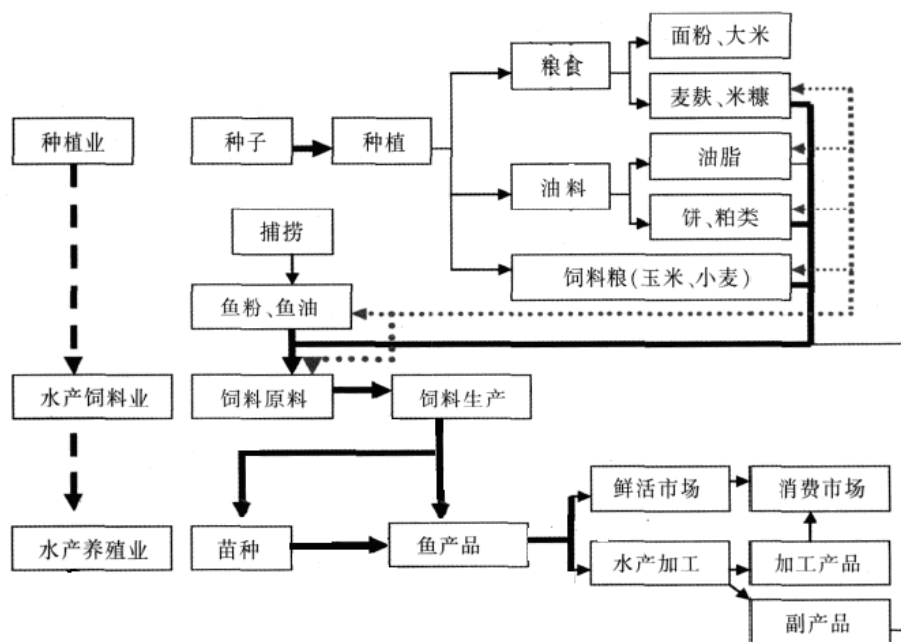 面粉、大米
粮食
麦麸、米糠
种植业
种子
种植
油脂
油料
捕捞
饼、粕类
饲料粮(玉米、小麦)
鱼粉、鱼油
水产饲料业
饲料原料
饲料生产
鲜活市场
消费市场
水产养殖业
苗种
鱼产品
水产加工
加工产品
副产品